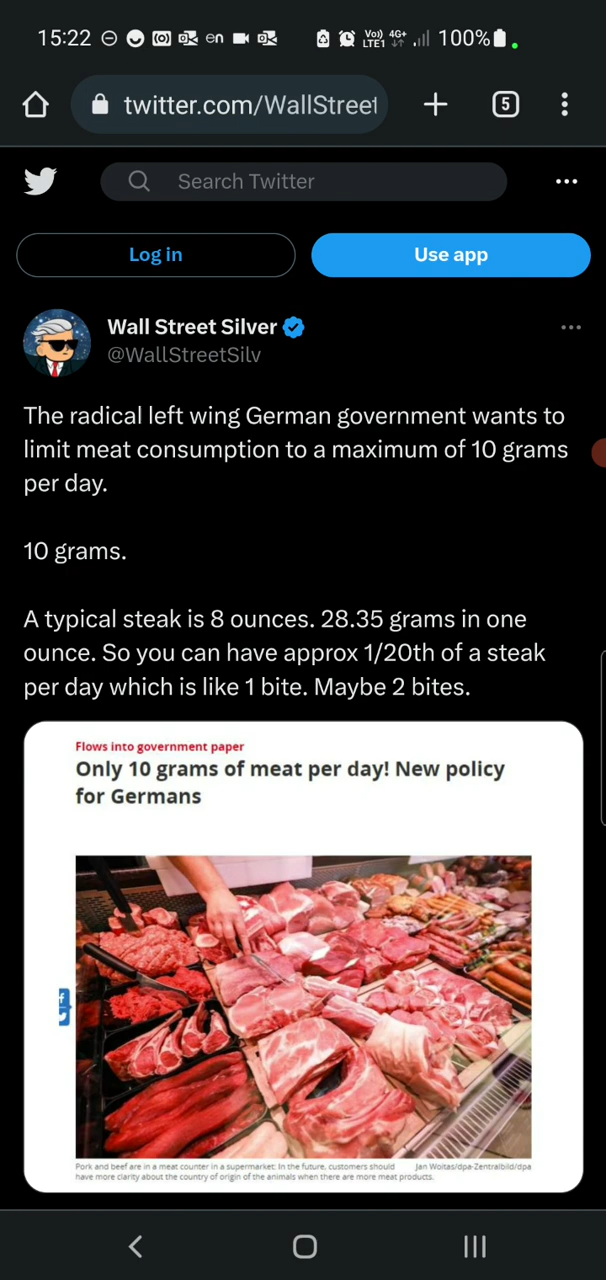 15:22 en Vo)) LTE1 4G+ 100%
twitter.com/WallStreet
5
Search Twitter
Log in Use app
Wall Street Silver
@WallStreetSilv
The radical left wing German government wants to
limit meat consumption to a maximum of 10 grams
per day.
10 grams.
A typical steak is 8 ounces. 28.35 grams in one
ounce. So you can have approx 1/20th of a steak
per day which is like 1 bite. Maybe 2 bites.
Flows into government paper
Only 10 grams of meat per day! New policy
for Germans
Pork and beef are in a meat counter in a supermarket: In the future, customers should Jan Woitas/dpa-Zentralbild/dpa
have more clarity about the country of origin of the animals when there are more meat products.